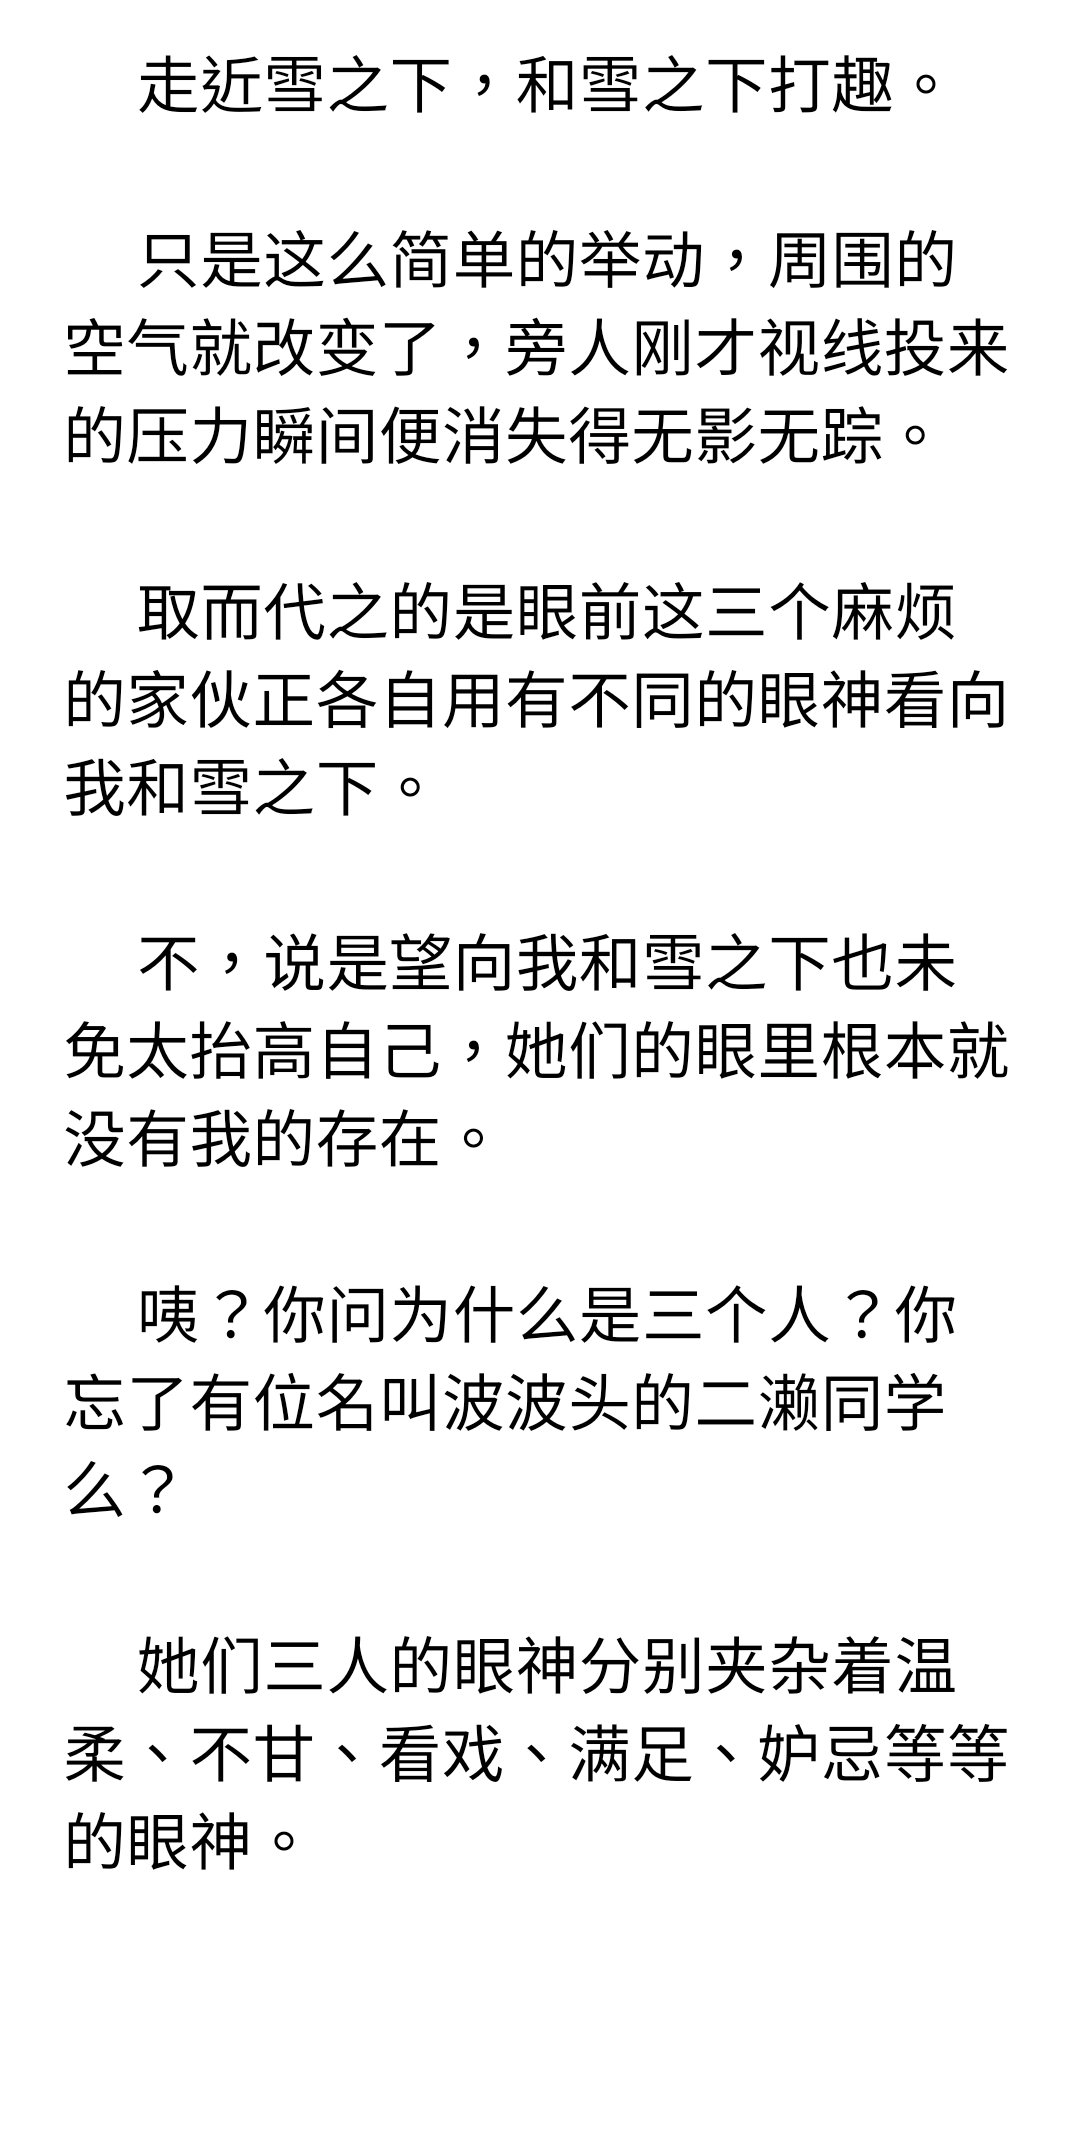 走近雪之下，和雪之下打趣。
只是这么简单的举动，周围的
空气就改变了，旁人刚才视线投来
的压力瞬间便消失得无影无踪。
取而代之的是眼前这三个麻烦
的家伙正各自用有不同的眼神看向
我和雪之下。
不，说是望向我和雪之下也未
免太抬高自己，她们的眼里根本就
没有我的存在。
咦？你问为什么是三个人？你
忘了有位名叫波波头的二濑同学
么？
她们三人的眼神分别夹杂着温
柔、不甘、看戏、满足、妒忌等等
的眼神。